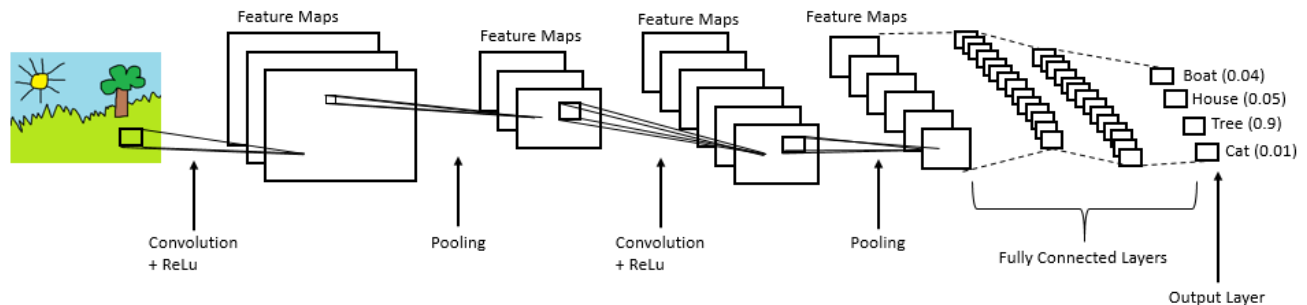 Feature Maps
Feature Maps
Feature Maps
Feature Maps
Boat (0.04)
House (0.05)
Tree (0.9)
Cat (0.01)
Convolution
+ ReLu
Pooling
Convolution
+ ReLu
Pooling
Fully Connected Layers
Output Layer